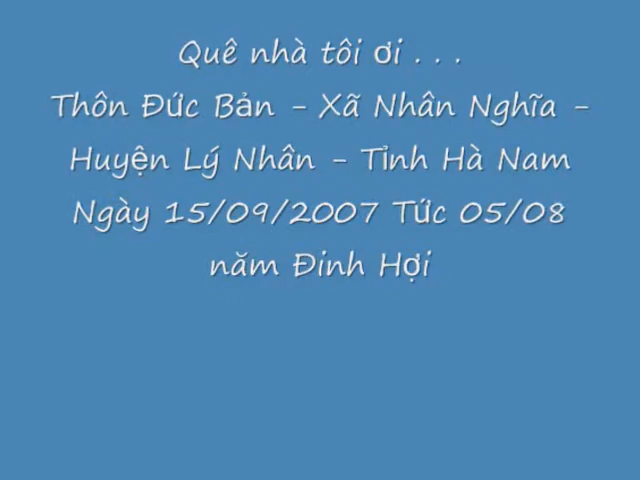 Quê nhà tôi ơi . . .
Thôn Đức Bản - Xã Nhân Nghĩa -
Huyện Lý Nhân - Tỉnh Hà Nam
Ngày 15/09/2007 Tức 05/08
năm Đinh Hợi